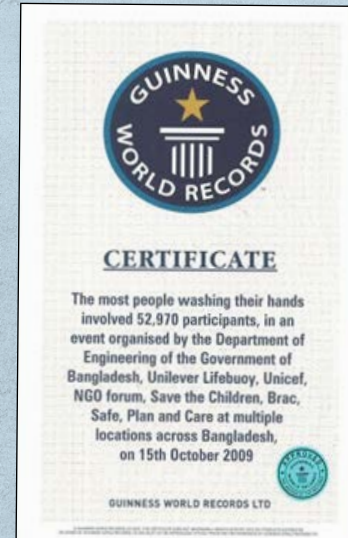 GUINNESS
WORLD RECORDS
CERTIFICATE
The most people washing their hands
involved 52,970 participants, in an
event organised by the Department of
Engineering of the Government of
Bangladesh, Unilever Lifebuoy, Unicef,
NGO forum, Save the Children, Brac,
Safe, Plan and Care at multiple
locations across Bangladesh,
on 15th October 2009
APPROVED
GUINNESS WORLD RECORDS LTD